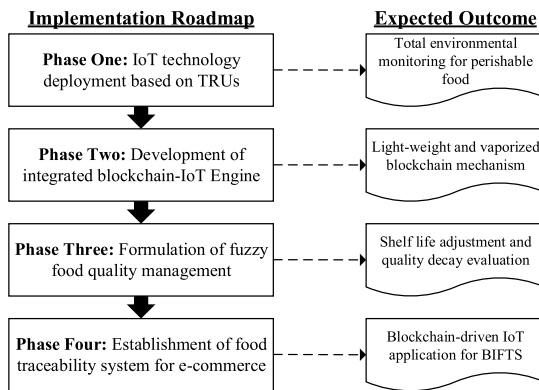 Implementation Roadmap
Expected Outcome
Phase One: IoT technology
deployment based on TRUs
Total environmental
monitoring for perishable
food
Phase Two: Development of
integrated blockchain-IoT Engine
Light-weight and vaporized
blockchain mechanism
Phase Three: Formulation of fuzzy
food quality management
Shelf life adjustment and
quality decay evaluation
Phase Four: Establishment of food
traceability system for e-commerce
Blockchain-driven IoT
application for BIFTS